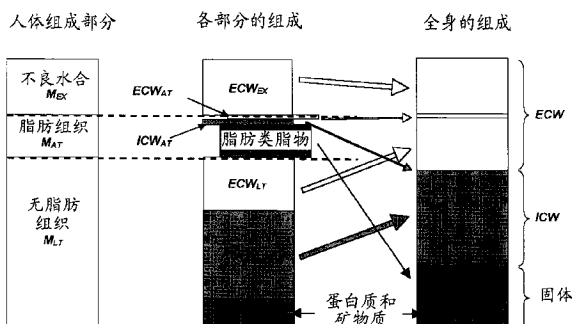 人体组成部分
各部分的组成
全身的组成
不良水合
M_EX
脂肪组织
M_AT
无脂肪
组织
M_LT
ECW_AT
ICW_AT
ECW_EX
脂肪类脂物
ECW_LT
蛋白质和
矿物质
ECW
ICW
固体